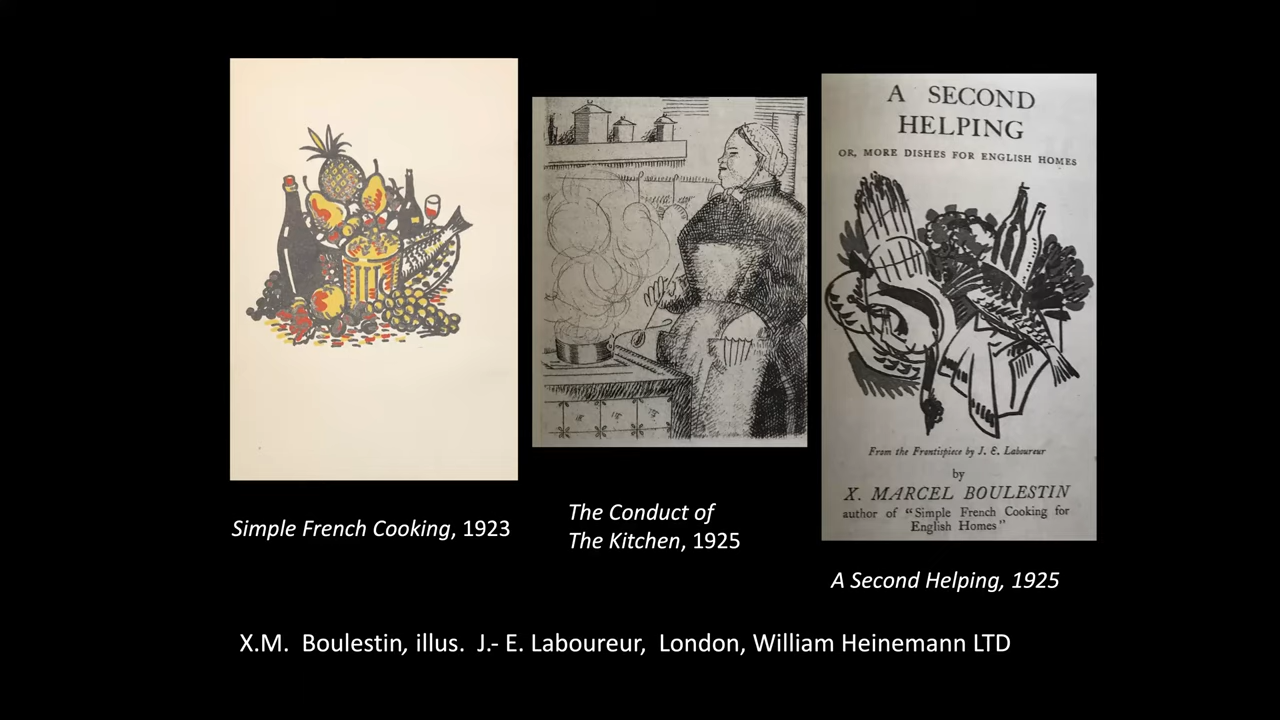 A SECOND
HELPING
OR, MORE DISHES FOR ENGLISH HOMES
From the Frontispiece by J. E. Laboureur
by
X. MARCEL BOULESTIN
author of "Simple French Cooking for
English Homes"
Simple French Cooking, 1923
The Conduct of
The Kitchen, 1925
A Second Helping, 1925
X.M. Boulestin, illus. J.- E. Laboureur, London, William Heinemann LTD